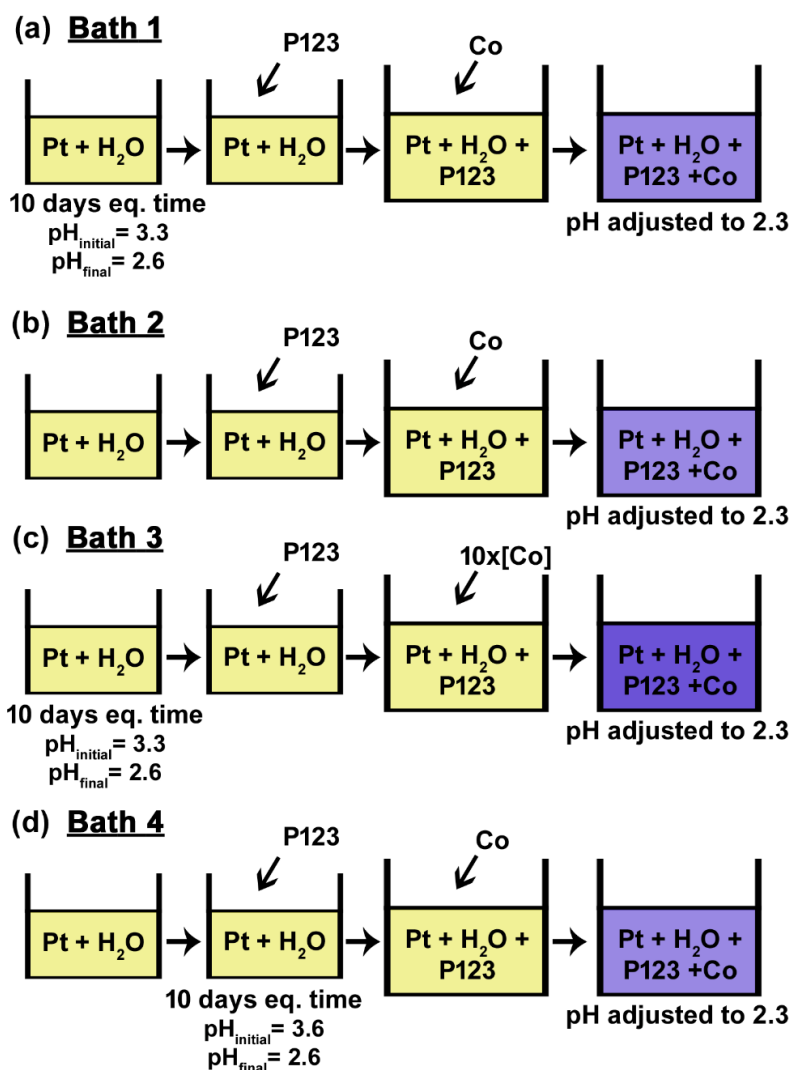 (a) Bath 1
P123
Co
Pt + H₂O
Pt + H₂O
Pt + H₂O +
P123
Pt + H₂O +
P123 +Co
10 days eq. time
pHinitial= 3.3
pHfinal= 2.6
pH adjusted to 2.3
(b) Bath 2
P123
Co
Pt + H₂O
Pt + H₂O
Pt + H₂O +
P123
Pt + H₂O +
P123 +Co
pH adjusted to 2.3
(c) Bath 3
P123
10x[Co]
Pt + H₂O
Pt + H₂O
Pt + H₂O +
P123
Pt + H₂O +
P123 +Co
10 days eq. time
pHinitial= 3.3
pHfinal= 2.6
pH adjusted to 2.3
(d) Bath 4
P123
Co
Pt + H₂O
Pt + H₂O
Pt + H₂O +
P123
Pt + H₂O +
P123 +Co
10 days eq. time
pHinitial= 3.6
pHfinal= 2.6
pH adjusted to 2.3